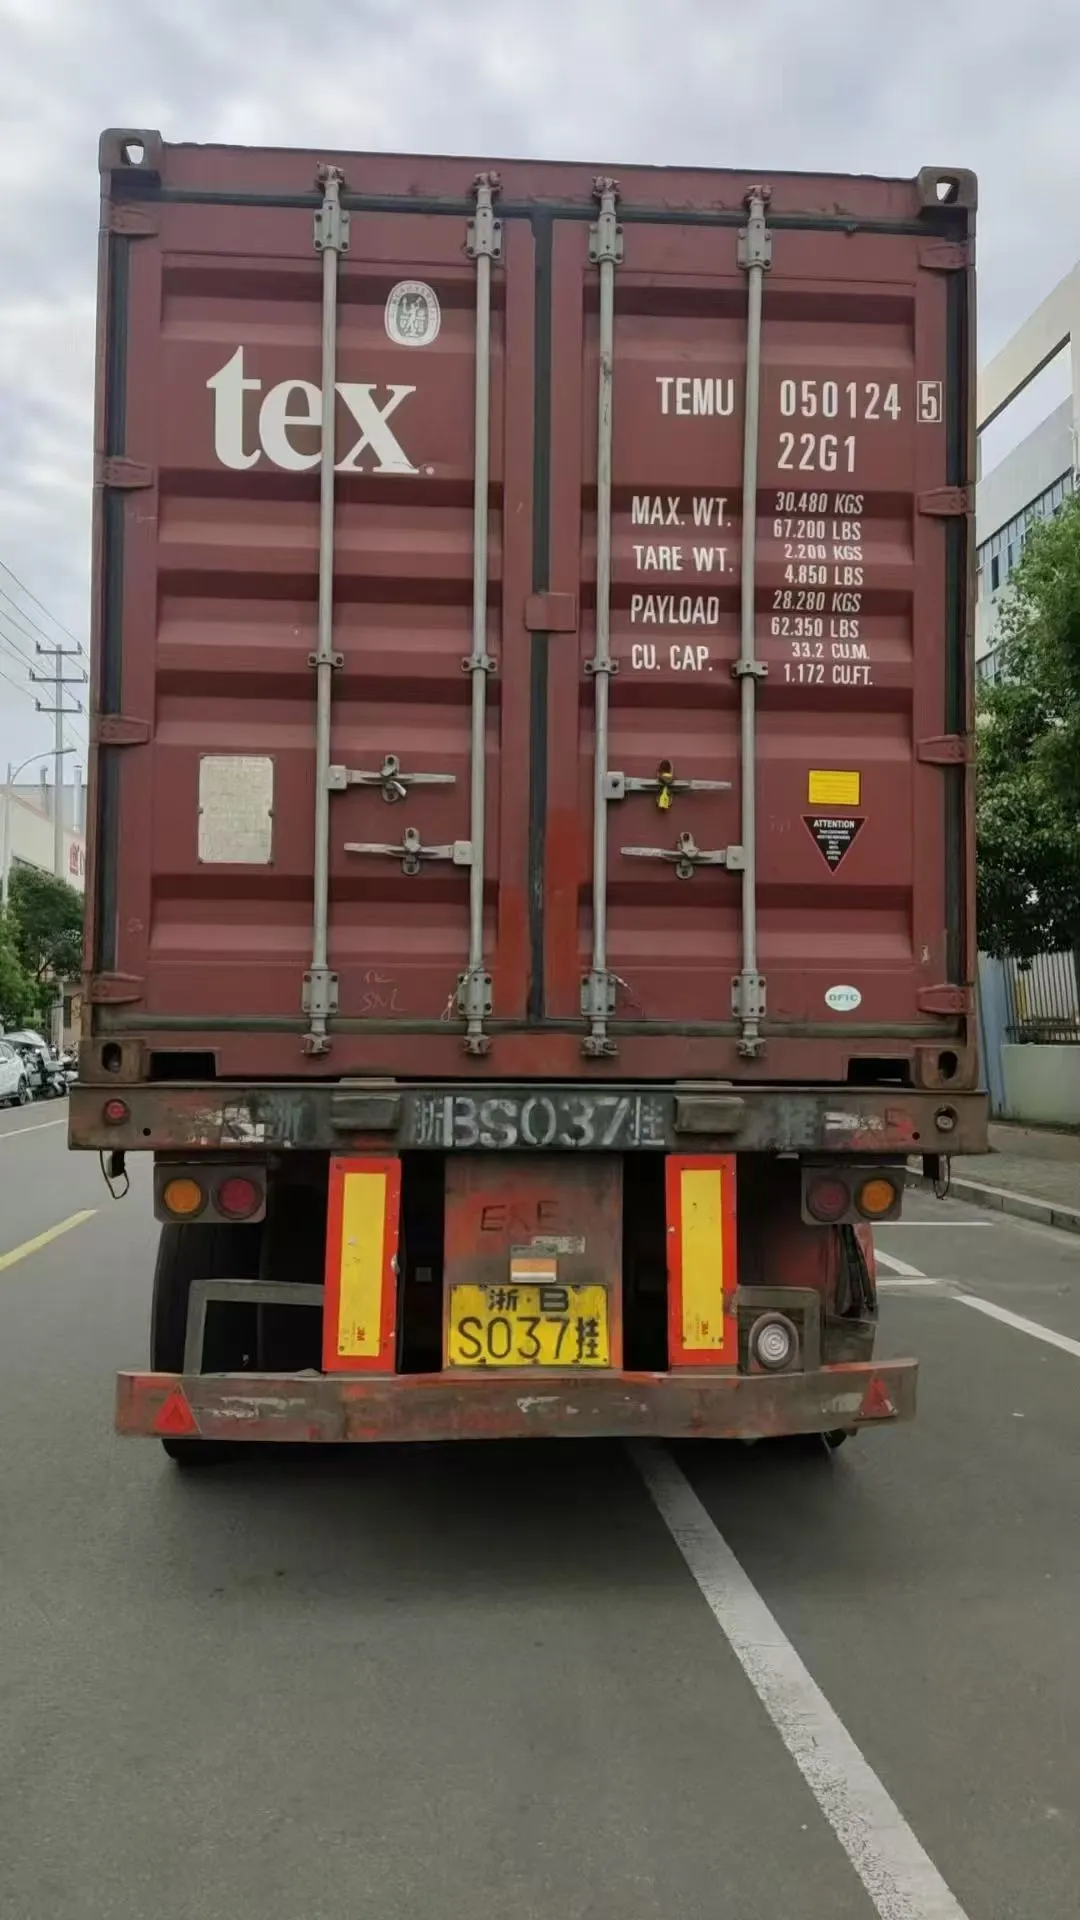 tex.
TEMU 050124 5
22G1
MAX. WT. 30.480 KGS
67.200 LBS
TARE WT. 2.200 KGS
4.850 LBS
PAYLOAD 28.280 KGS
62.350 LBS
CU. CAP. 33.2 CU.M.
1.172 CU.FT.
ATTENTION
浙BS037挂
浙·B
S037挂